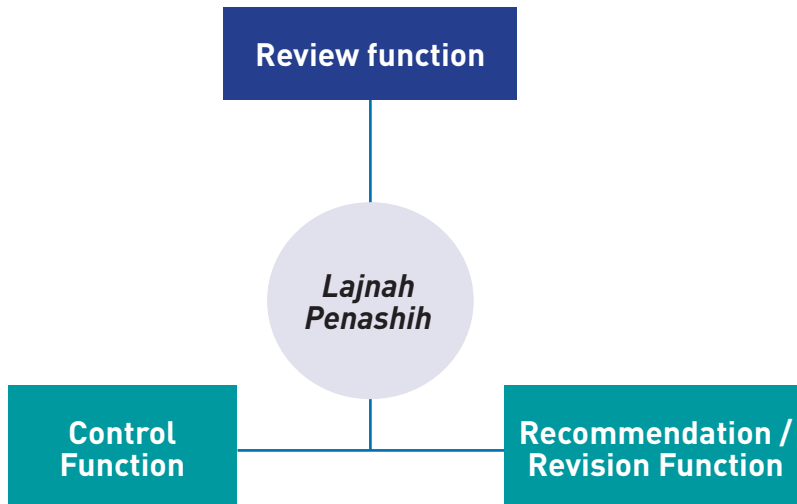 Review function
Lajnah
Penashih
Control
Function
Recommendation /
Revision Function